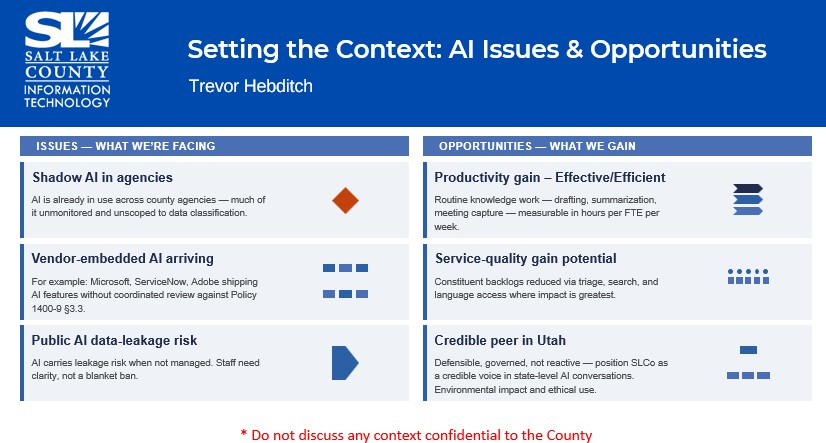 SL
SALT LAKE
COUNTY
INFORMATION
TECHNOLOGY
Setting the Context: AI Issues & Opportunities
Trevor Hebditch
ISSUES — WHAT WE'RE FACING
Shadow AI in agencies
AI is already in use across county agencies — much of
it unmonitored and unscoped to data classification.
Vendor-embedded AI arriving
For example: Microsoft, ServiceNow, Adobe shipping
AI features without coordinated review against Policy
1400-9 §3.3.
Public AI data-leakage risk
AI carries leakage risk when not managed. Staff need
clarity, not a blanket ban.
OPPORTUNITIES — WHAT WE GAIN
Productivity gain – Effective/Efficient
Routine knowledge work — drafting, summarization,
meeting capture — measurable in hours per FTE per
week.
Service-quality gain potential
Constituent backlogs reduced via triage, search, and
language access where impact is greatest.
Credible peer in Utah
Defensible, governed, not reactive — position SLCo as
a credible voice in state-level AI conversations.
Environmental impact and ethical use.
* Do not discuss any context confidential to the County